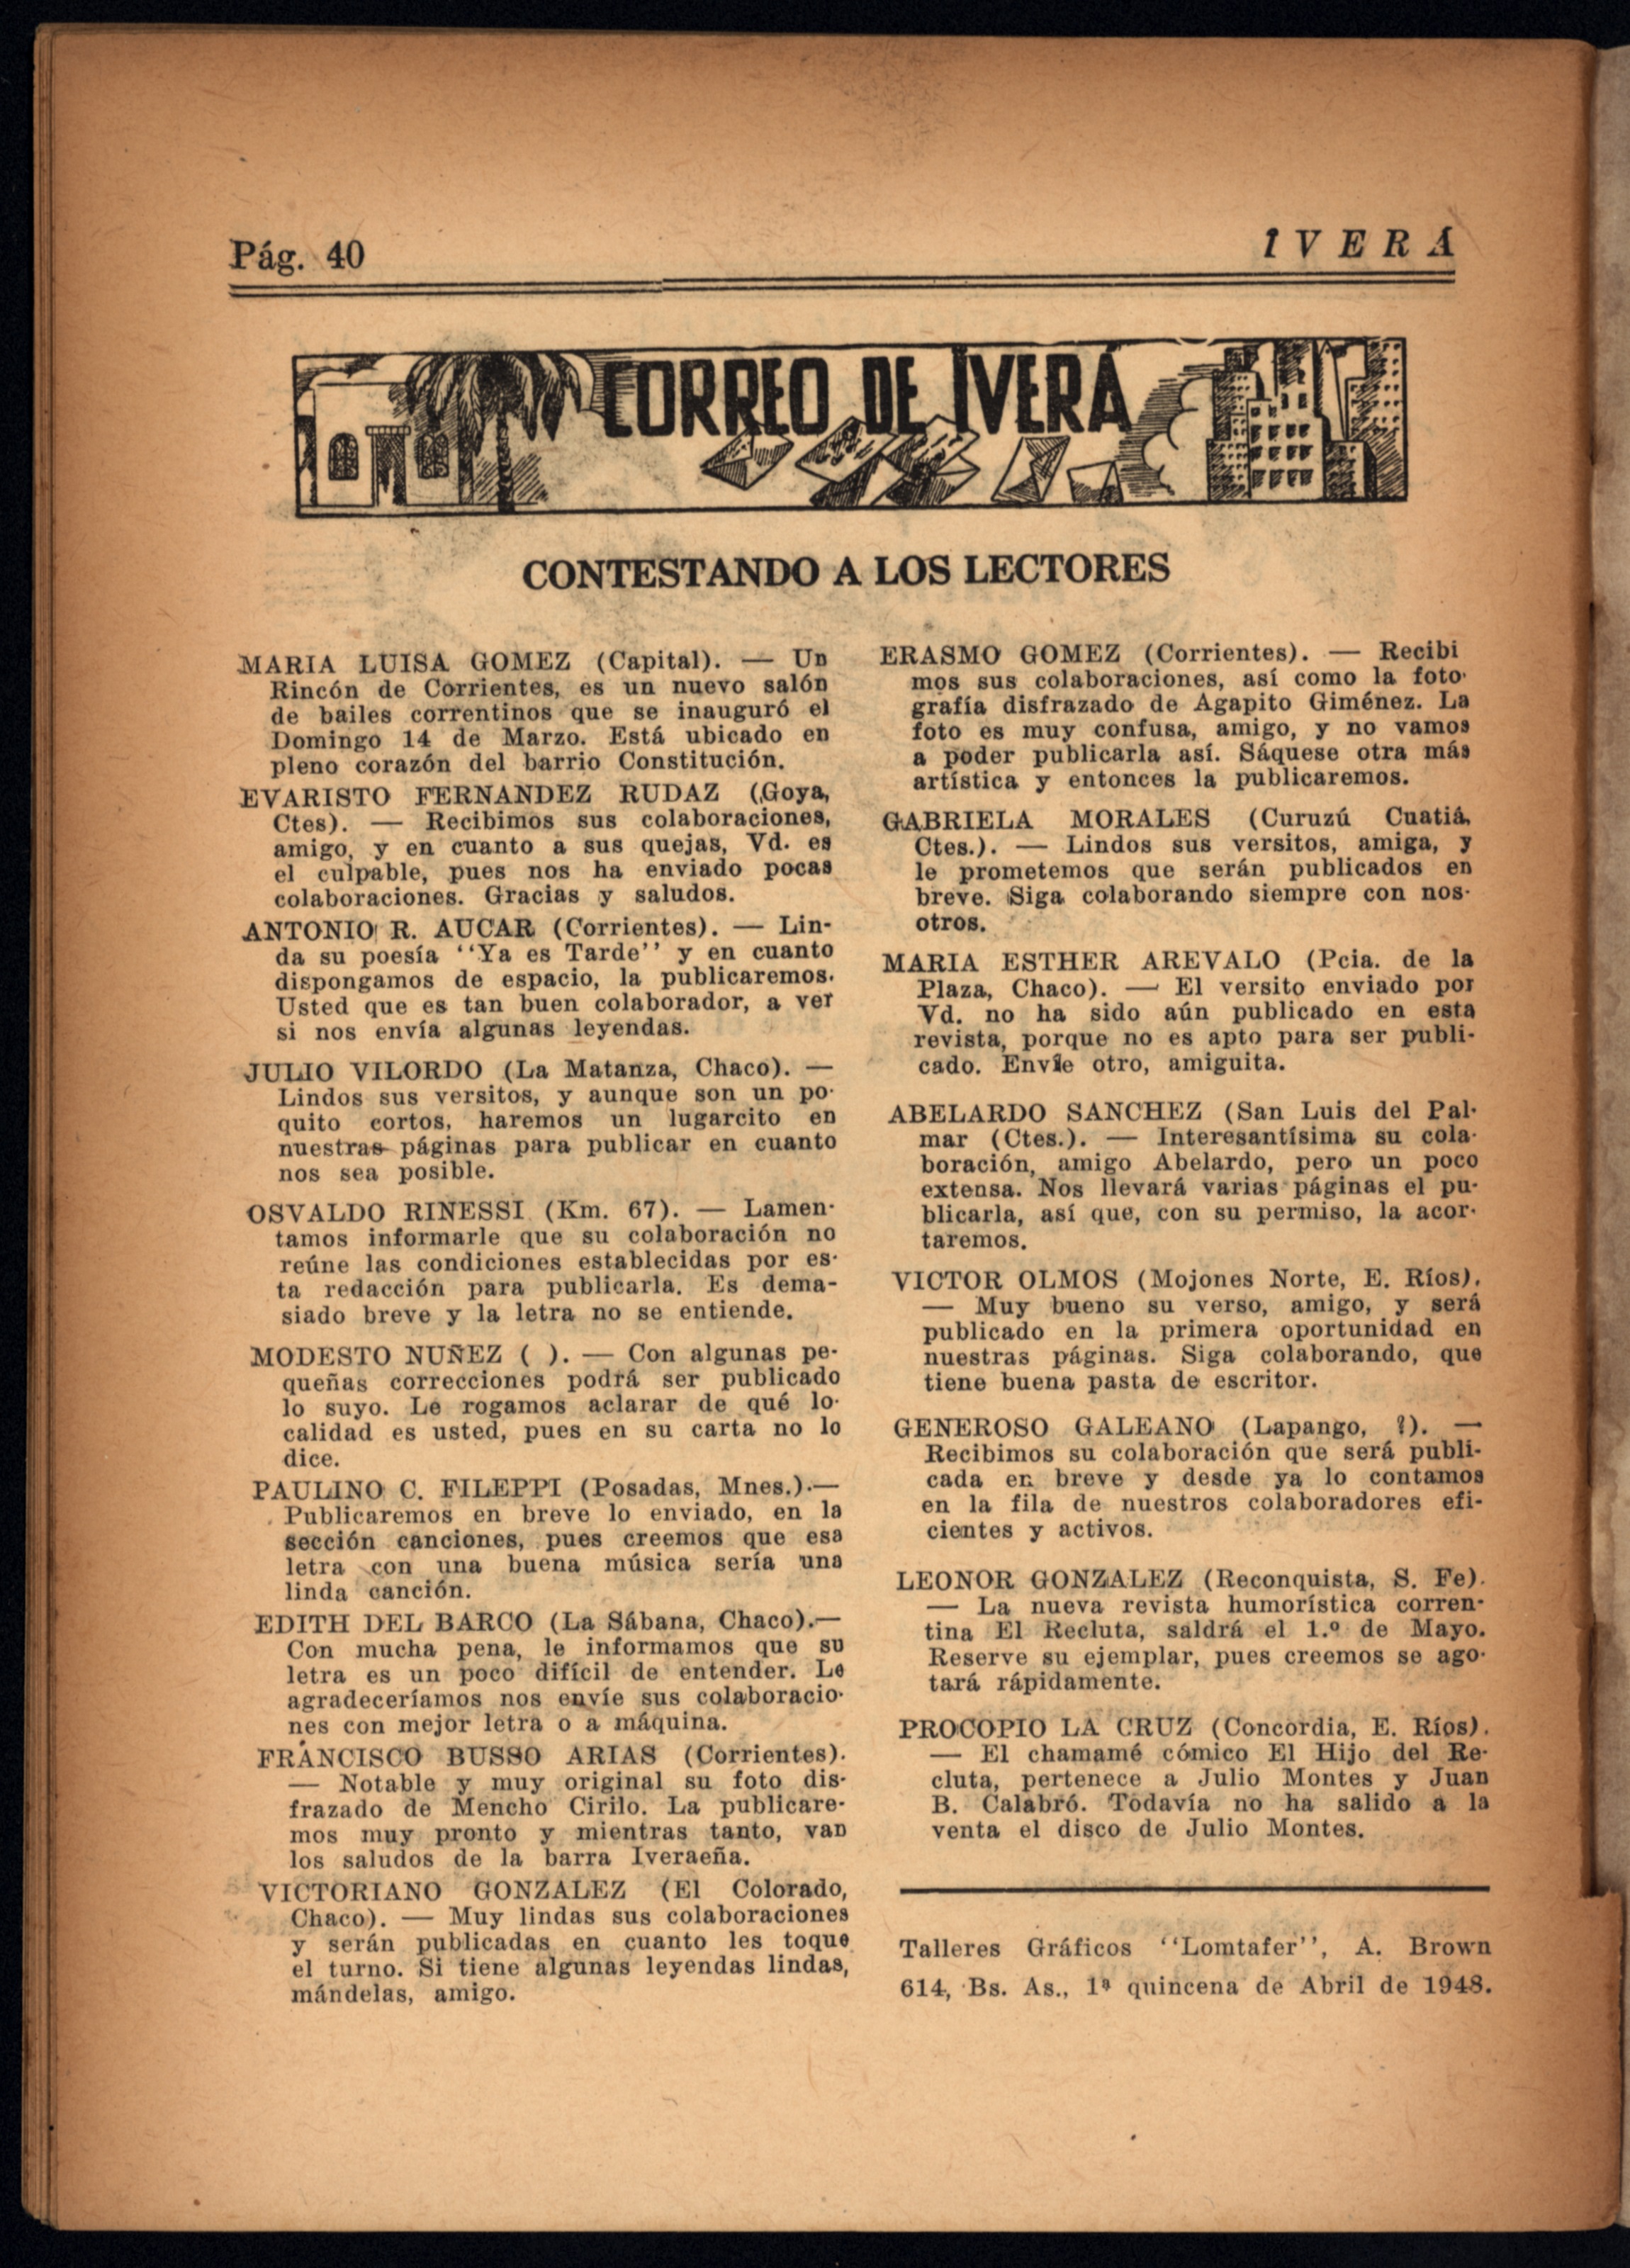 Pág. 40
IVERÁ
CORREO DE IVERÁ
CONTESTANDO A LOS LECTORES
MARIA LUISA GOMEZ (Capital). — Un
Rincón de Corrientes, es un nuevo salón
de bailes correntinos que se inauguró el
Domingo 14 de Marzo. Está ubicado en
pleno corazón del barrio Constitución.
EVARISTO FERNANDEZ RUDAZ (Goya,
Ctes). — Recibimos sus colaboraciones,
amigo, y en cuanto a sus quejas, Vd. es
el culpable, pues nos ha enviado pocas
colaboraciones. Gracias y saludos.
ANTONIO R. AUCAR (Corrientes). — Lin-
da su poesía ‘‘Ya es Tarde’’ y en cuanto
dispongamos de espacio, la publicaremos.
Usted que es tan buen colaborador, a ver
si nos envía algunas leyendas.
JULIO VILORDO (La Matanza, Chaco). —
Lindos sus versitos, y aunque son un po-
quito cortos, haremos un lugarcito en
nuestras páginas para publicar en cuanto
nos sea posible.
OSVALDO RINESSI (Km. 67). — Lamen-
tamos informarle que su colaboración no
reúne las condiciones establecidas por es-
ta redacción para publicarla. Es dema-
siado breve y la letra no se entiende.
MODESTO NUÑEZ ( ). — Con algunas pe-
queñas correcciones podrá ser publicado
lo suyo. Le rogamos aclarar de qué lo-
calidad es usted, pues en su carta no lo
dice.
PAULINO C. FILEPPI (Posadas, Mnes.).—
Publicaremos en breve lo enviado, en la
sección canciones, pues creemos que esa
letra con una buena música sería una
linda canción.
EDITH DEL BARCO (La Sábana, Chaco).—
Con mucha pena, le informamos que su
letra es un poco difícil de entender. Le
agradeceríamos nos envíe sus colaboracio-
nes con mejor letra o a máquina.
FRANCISCO BUSSO ARIAS (Corrientes).
— Notable y muy original su foto dis-
frazado de Mencho Cirilo. La publicare-
mos muy pronto y mientras tanto, van
los saludos de la barra Iveraeña.
VICTORIANO GONZALEZ (El Colorado,
Chaco). — Muy lindas sus colaboraciones
y serán publicadas en cuanto les toque
el turno. Si tiene algunas leyendas lindas,
mándelas, amigo.
ERASMO GOMEZ (Corrientes). — Recibi
mos sus colaboraciones, así como la foto-
grafía disfrazado de Agapito Giménez. La
foto es muy confusa, amigo, y no vamos
a poder publicarla así. Sáquese otra más
artística y entonces la publicaremos.
GABRIELA MORALES (Curuzú Cuatiá,
Ctes.). — Lindos sus versitos, amiga, y
le prometemos que serán publicados en
breve. Siga colaborando siempre con nos-
otros.
MARIA ESTHER AREVALO (Pcia. de la
Plaza, Chaco). — El versito enviado por
Vd. no ha sido aún publicado en esta
revista, porque no es apto para ser publi-
cado. Envíe otro, amiguita.
ABELARDO SANCHEZ (San Luis del Pal-
mar (Ctes.). — Interesantísima su cola-
boración, amigo Abelardo, pero un poco
extensa. Nos llevará varias páginas el pu-
blicarla, así que, con su permiso, la acor-
taremos.
VICTOR OLMOS (Mojones Norte, E. Ríos).
— Muy bueno su verso, amigo, y será
publicado en la primera oportunidad en
nuestras páginas. Siga colaborando, que
tiene buena pasta de escritor.
GENEROSO GALEANO (Lapango, ?). —
Recibimos su colaboración que será publi-
cada en breve y desde ya lo contamos
en la fila de nuestros colaboradores efi-
cientes y activos.
LEONOR GONZALEZ (Reconquista, S. Fe).
— La nueva revista humorística corren-
tina El Recluta, saldrá el 1.º de Mayo.
Reserve su ejemplar, pues creemos se ago-
tará rápidamente.
PROCOPIO LA CRUZ (Concordia, E. Ríos).
— El chamamé cómico El Hijo del Re-
cluta, pertenece a Julio Montes y Juan
B. Calabró. Todavía no ha salido a la
venta el disco de Julio Montes.
Talleres Gráficos ‘‘Lomtafer’’, A. Brown
614, Bs. As., 1ª quincena de Abril de 1948.